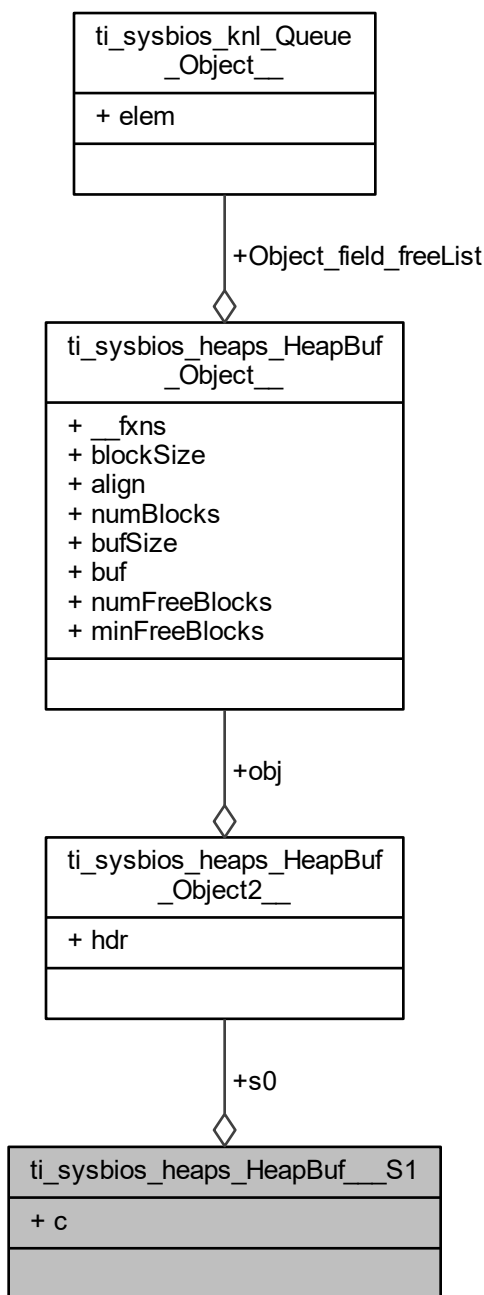 ti_sysbios_knl_Queue
_Object__
+ elem
+Object_field_freeList
ti_sysbios_heaps_HeapBuf
_Object__
+ __fxns
+ blockSize
+ align
+ numBlocks
+ bufSize
+ buf
+ numFreeBlocks
+ minFreeBlocks
+obj
ti_sysbios_heaps_HeapBuf
_Object2__
+ hdr
+s0
ti_sysbios_heaps_HeapBuf___S1
+ c